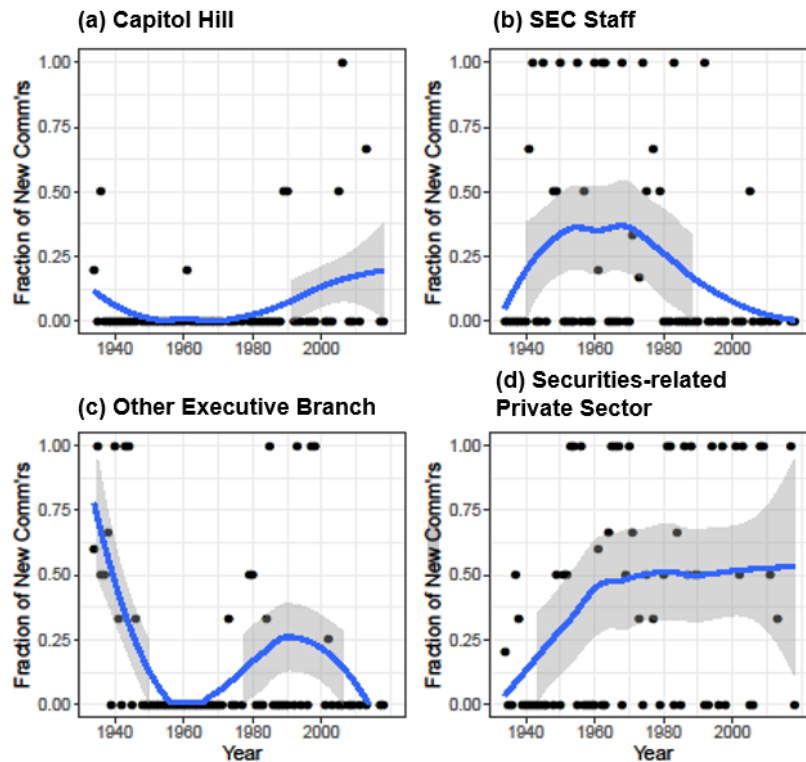 (a) Capitol Hill
Fraction of New Comm'rs
1.00
0.75
0.50
0.25
0.00
1940 1960 1980 2000
(b) SEC Staff
Fraction of New Comm'rs
1.00
0.75
0.50
0.25
0.00
1940 1960 1980 2000
(c) Other Executive Branch
Fraction of New Comm'rs
1.00
0.75
0.50
0.25
0.00
1940 1960 1980 2000
Year
(d) Securities-related
Private Sector
Fraction of New Comm'rs
1.00
0.75
0.50
0.25
0.00
1940 1960 1980 2000
Year